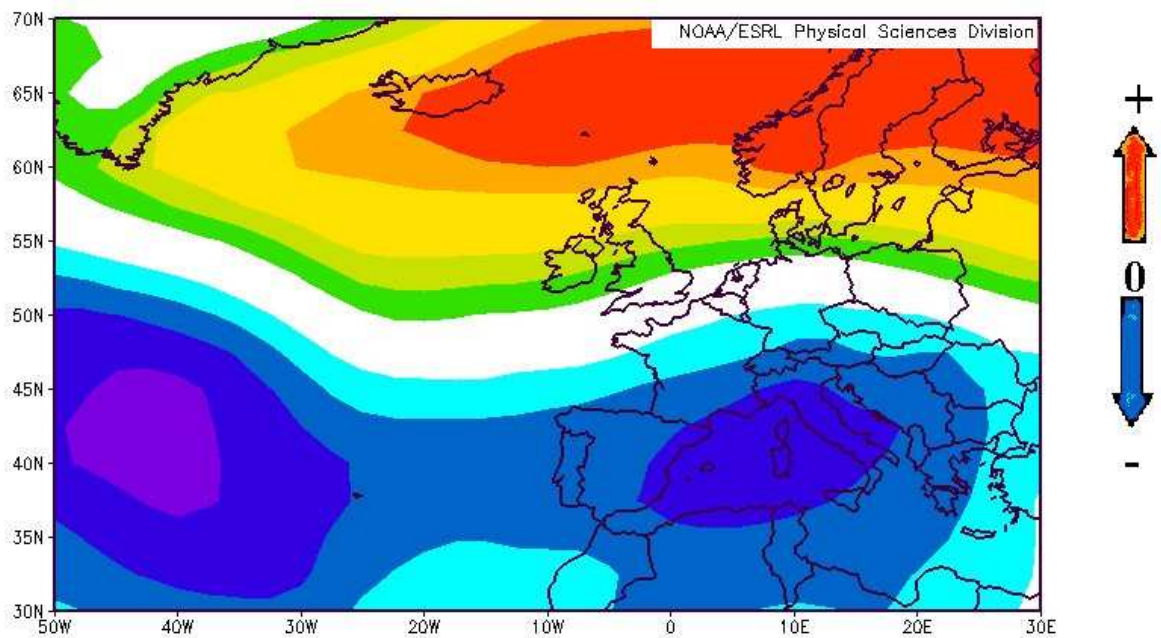 70N
NOAA/ESRL Physical Sciences Division
65N
60N
55N
50N
45N
40N
35N
30N
50W 40W 30W 20W 10W 0 10E 20E 30E
+
0
-